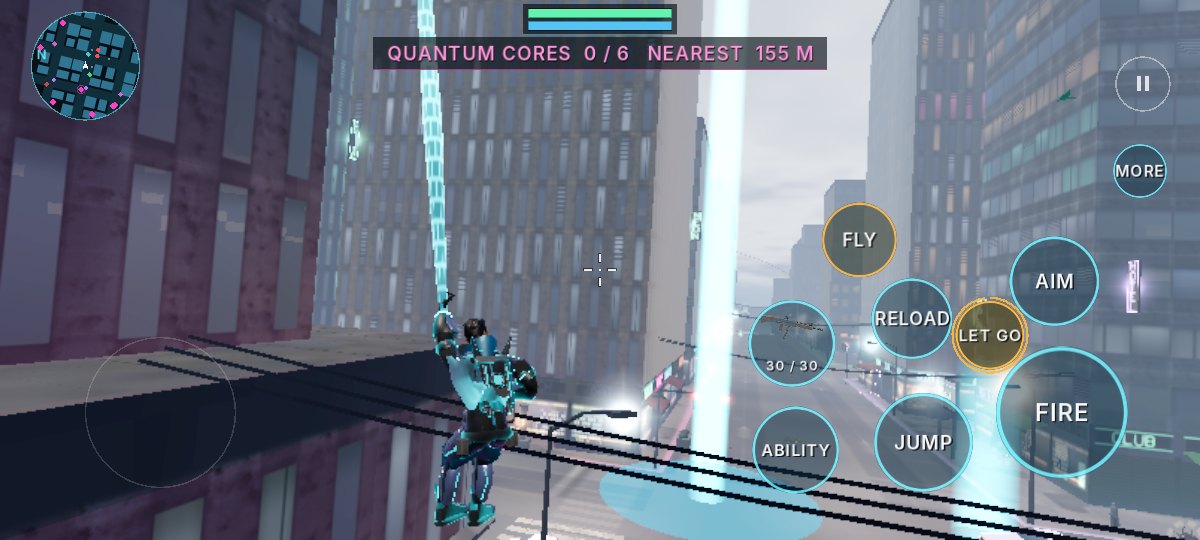 QUANTUM CORES 0 / 6 NEAREST 155 M
N
MORE
FLY
AIM
RELOAD
LET GO
30 / 30
FIRE
ABILITY
JUMP
CLUB